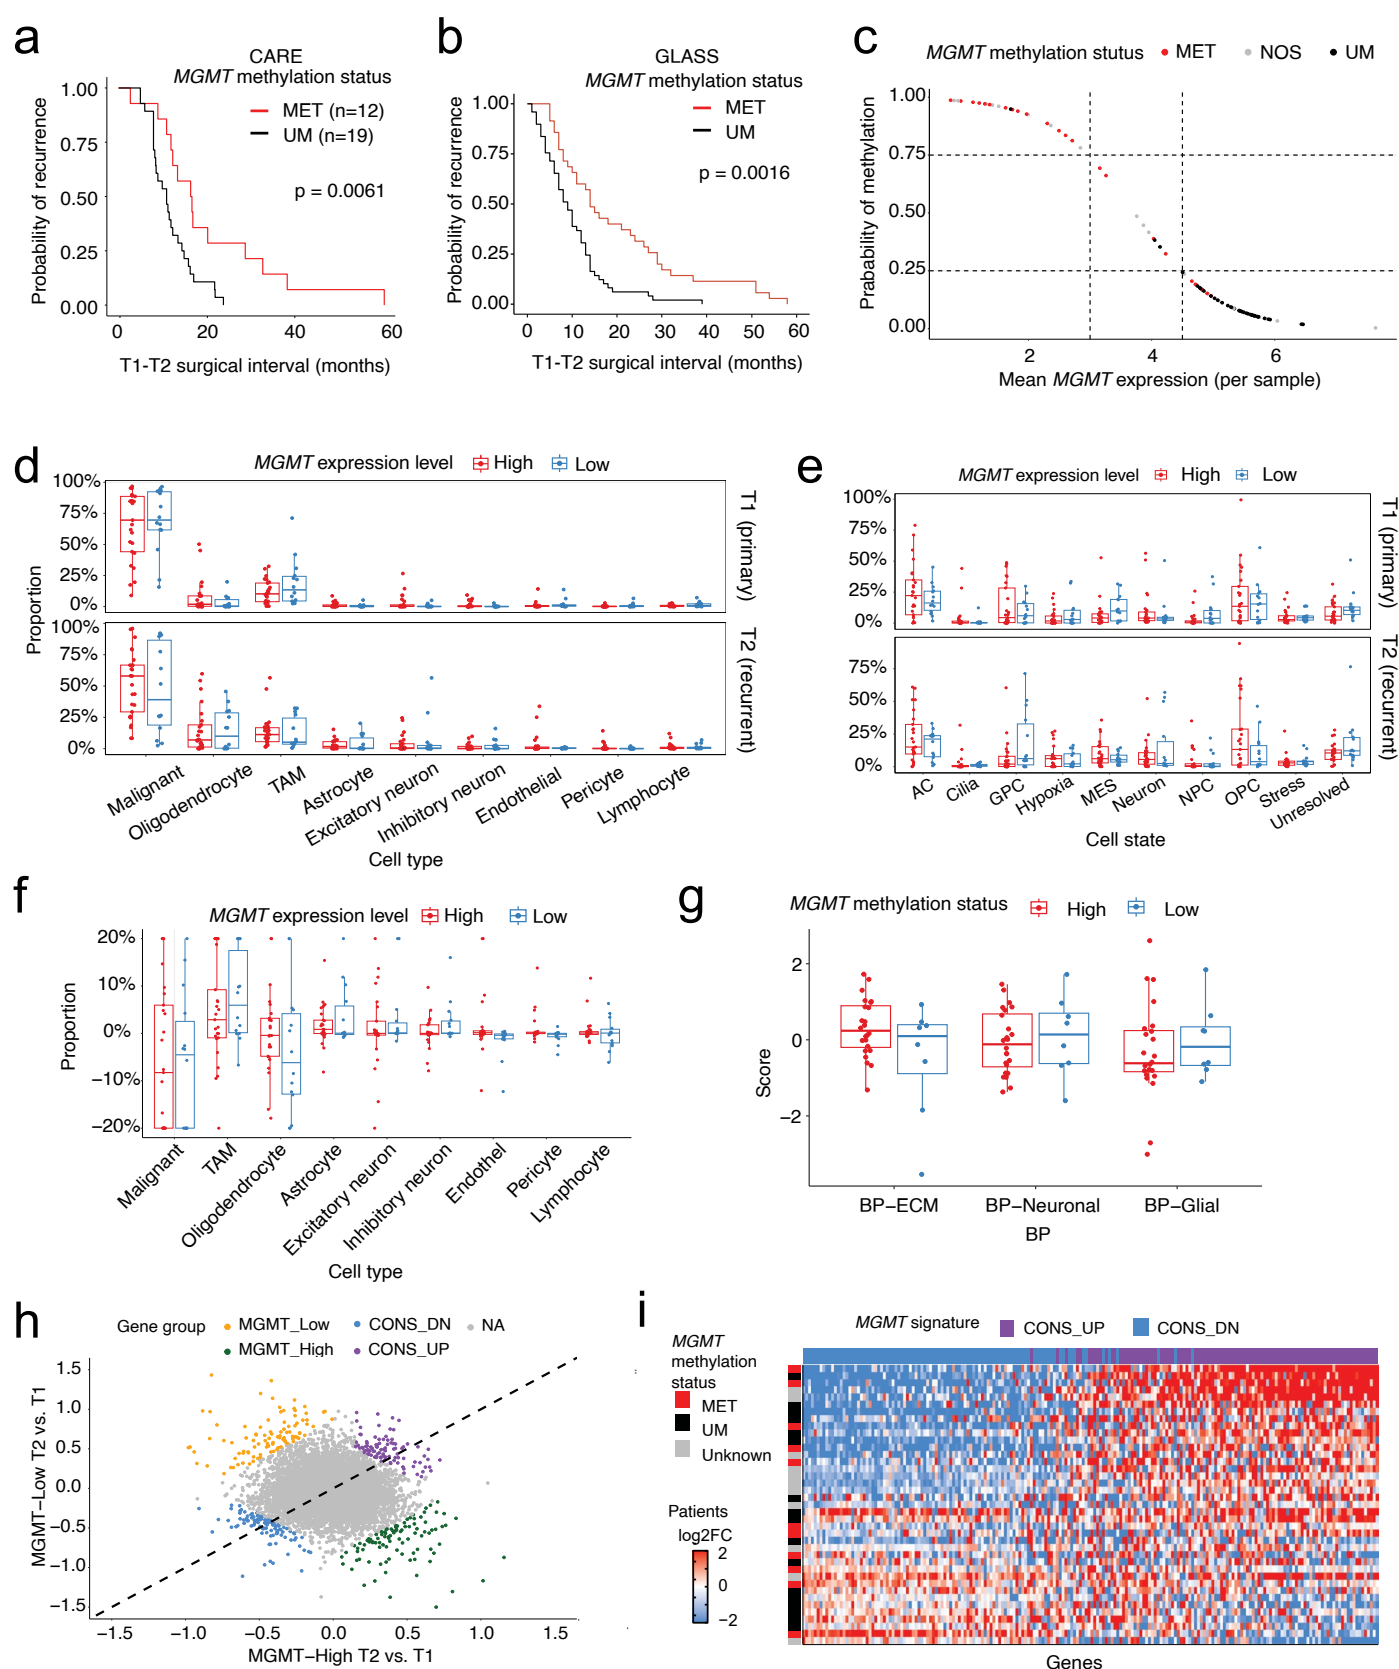 a
CARE
MGMT methylation status
MET (n=12)
UM (n=19)
p = 0.0061
Probability of recurrence
1.00
0.75
0.50
0.25
0.00
0 20 40 60
T1-T2 surgical interval (months)
b
GLASS
MGMT methylation status
MET
UM
p = 0.0016
Probability of recurrence
1.00
0.75
0.50
0.25
0.00
0 10 20 30 40 50 60
T1-T2 surgical interval (months)
c
MGMT methylation stutus MET NOS UM
Prabability of methylation
1.00
0.75
0.50
0.25
0.00
2 4 6
Mean MGMT expression (per sample)
d
MGMT expression level High Low
Proportion
100%
75%
50%
25%
0%
T1 (primary)
100%
75%
50%
25%
0%
T2 (recurrent)
Malignant Oligodendrocyte TAM Astrocyte Excitatory neuron Inhibitory neuron Endothelial Pericyte Lymphocyte
Cell type
e
MGMT expression level High Low
100%
75%
50%
25%
0%
T1 (primary)
75%
50%
25%
0%
T2 (recurrent)
AC Cilia GPC Hypoxia MES Neuron NPC OPC Stress Unresolved
Cell state
f
MGMT expression level High Low
Proportion
20%
10%
0%
−10%
−20%
Malignant TAM Oligodendrocyte Astrocyte Excitatory neuron Inhibitory neuron Endothel Pericyte Lymphocyte
Cell type
g
MGMT methylation status High Low
Score
2
0
−2
BP−ECM BP−Neuronal BP−Glial
BP
h
Gene group MGMT_Low CONS_DN NA
MGMT_High CONS_UP
MGMT−Low T2 vs. T1
1.5
1.0
0.5
0.0
−0.5
−1.0
−1.5
−1.5 −1.0 −0.5 0.0 0.5 1.0 1.5
MGMT−High T2 vs. T1
i
MGMT signature CONS_UP CONS_DN
MGMT
methylation
status
MET
UM
Unknown
Patients
log2FC
2
0
−2
Genes